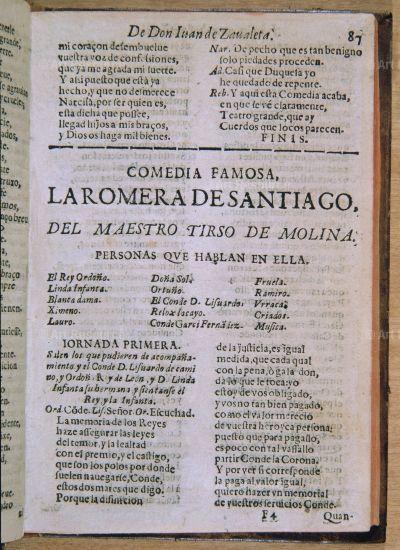 De Don Iuan de Zaualeta.
87
mi coraçon desembuelue
vuestra voz de confusiones,
que ya me agrada mi suerte.
Y assi puesto que està ya
hecho, y que no desmerece
Narcisa, por ser quien es,
esta dicha que possee,
llegad hijos a mis braços,
y Dios os haga mil bienes.
Nar. De pecho que es tan benigno
solo piedades proceden.
Ad. Casi que Duquesa yo
he quedado de repente.
Reb. Y aqui esta Comedia acaba,
en que se vè claramente,
Teatro grande, que ay
Cuerdos que locos parecen.
FINIS.
COMEDIA FAMOSA,
LA ROMERA DE SANTIAGO,
DEL MAESTRO TIRSO DE MOLINA.
PERSONAS QVE HABLAN EN ELLA.
El Rey Ordoño.
Linda Infanta.
Blanca dama.
Ximeno.
Lauro.
Doña Sol.
Ortuño.
El Conde D. Lisuardo.
Relox lacayo.
Conde Garci Fernandez.
Fruela.
Ramiro.
Vrraca.
Criados.
Musica.
IORNADA PRIMERA.
Salen los que pudieren de acompaña-
miento y el Conde D. Lisuardo de cami
no, y Ordoño Rey de Leon, y D. Linda
Infanta su hermana y sientanse el
Rey, y la Infanta.
Ord. Cõde. Lis. Señor. Or. Escuchad.
La memoria de los Reyes
haze assegurar las leyes
del temor, y la lealtad
con el premio, y el castigo,
que son los polos por donde
suelen nauegarse, Conde,
estos dos mares que digo.
Porque la distincion
de la justicia, es igual
medida, que cada qual
con la pena, ò galardon,
dà lo que le toca: yo
estoy de vos obligado,
y vos no tan bien pagado,
como el valor mereciò
de vuestra heroyca persona;
puesto que para pagallo,
es poco con tal vassallo
partir Conde la Corona.
Y por ver si corresponde
la paga al valor igual,
quiero hazer vn memorial
de vuestros seruicios Conde.
F4
Quan-